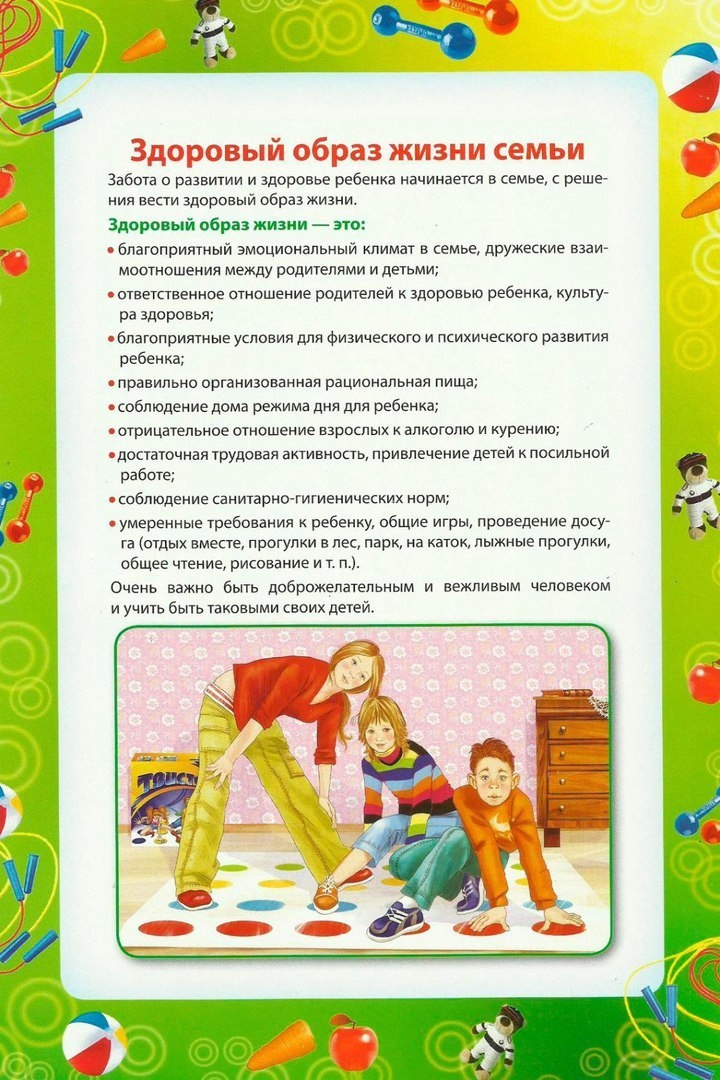 Здоровый образ жизни семьи
Забота о развитии и здоровье ребенка начинается в семье, с реше-
ния вести здоровый образ жизни.
Здоровый образ жизни — это:
• благоприятный эмоциональный климат в семье, дружеские взаи-
моотношения между родителями и детьми;
• ответственное отношение родителей к здоровью ребенка, культу-
ра здоровья;
• благоприятные условия для физического и психического развития
ребенка;
• правильно организованная рациональная пища;
• соблюдение дома режима дня для ребенка;
• отрицательное отношение взрослых к алкоголю и курению;
• достаточная трудовая активность, привлечение детей к посильной
работе;
• соблюдение санитарно-гигиенических норм;
• умеренные требования к ребенку, общие игры, проведение досу-
га (отдых вместе, прогулки в лес, парк, на каток, лыжные прогулки,
общее чтение, рисование и т. п.).
Очень важно быть доброжелательным и вежливым человеком
и учить быть таковыми своих детей.